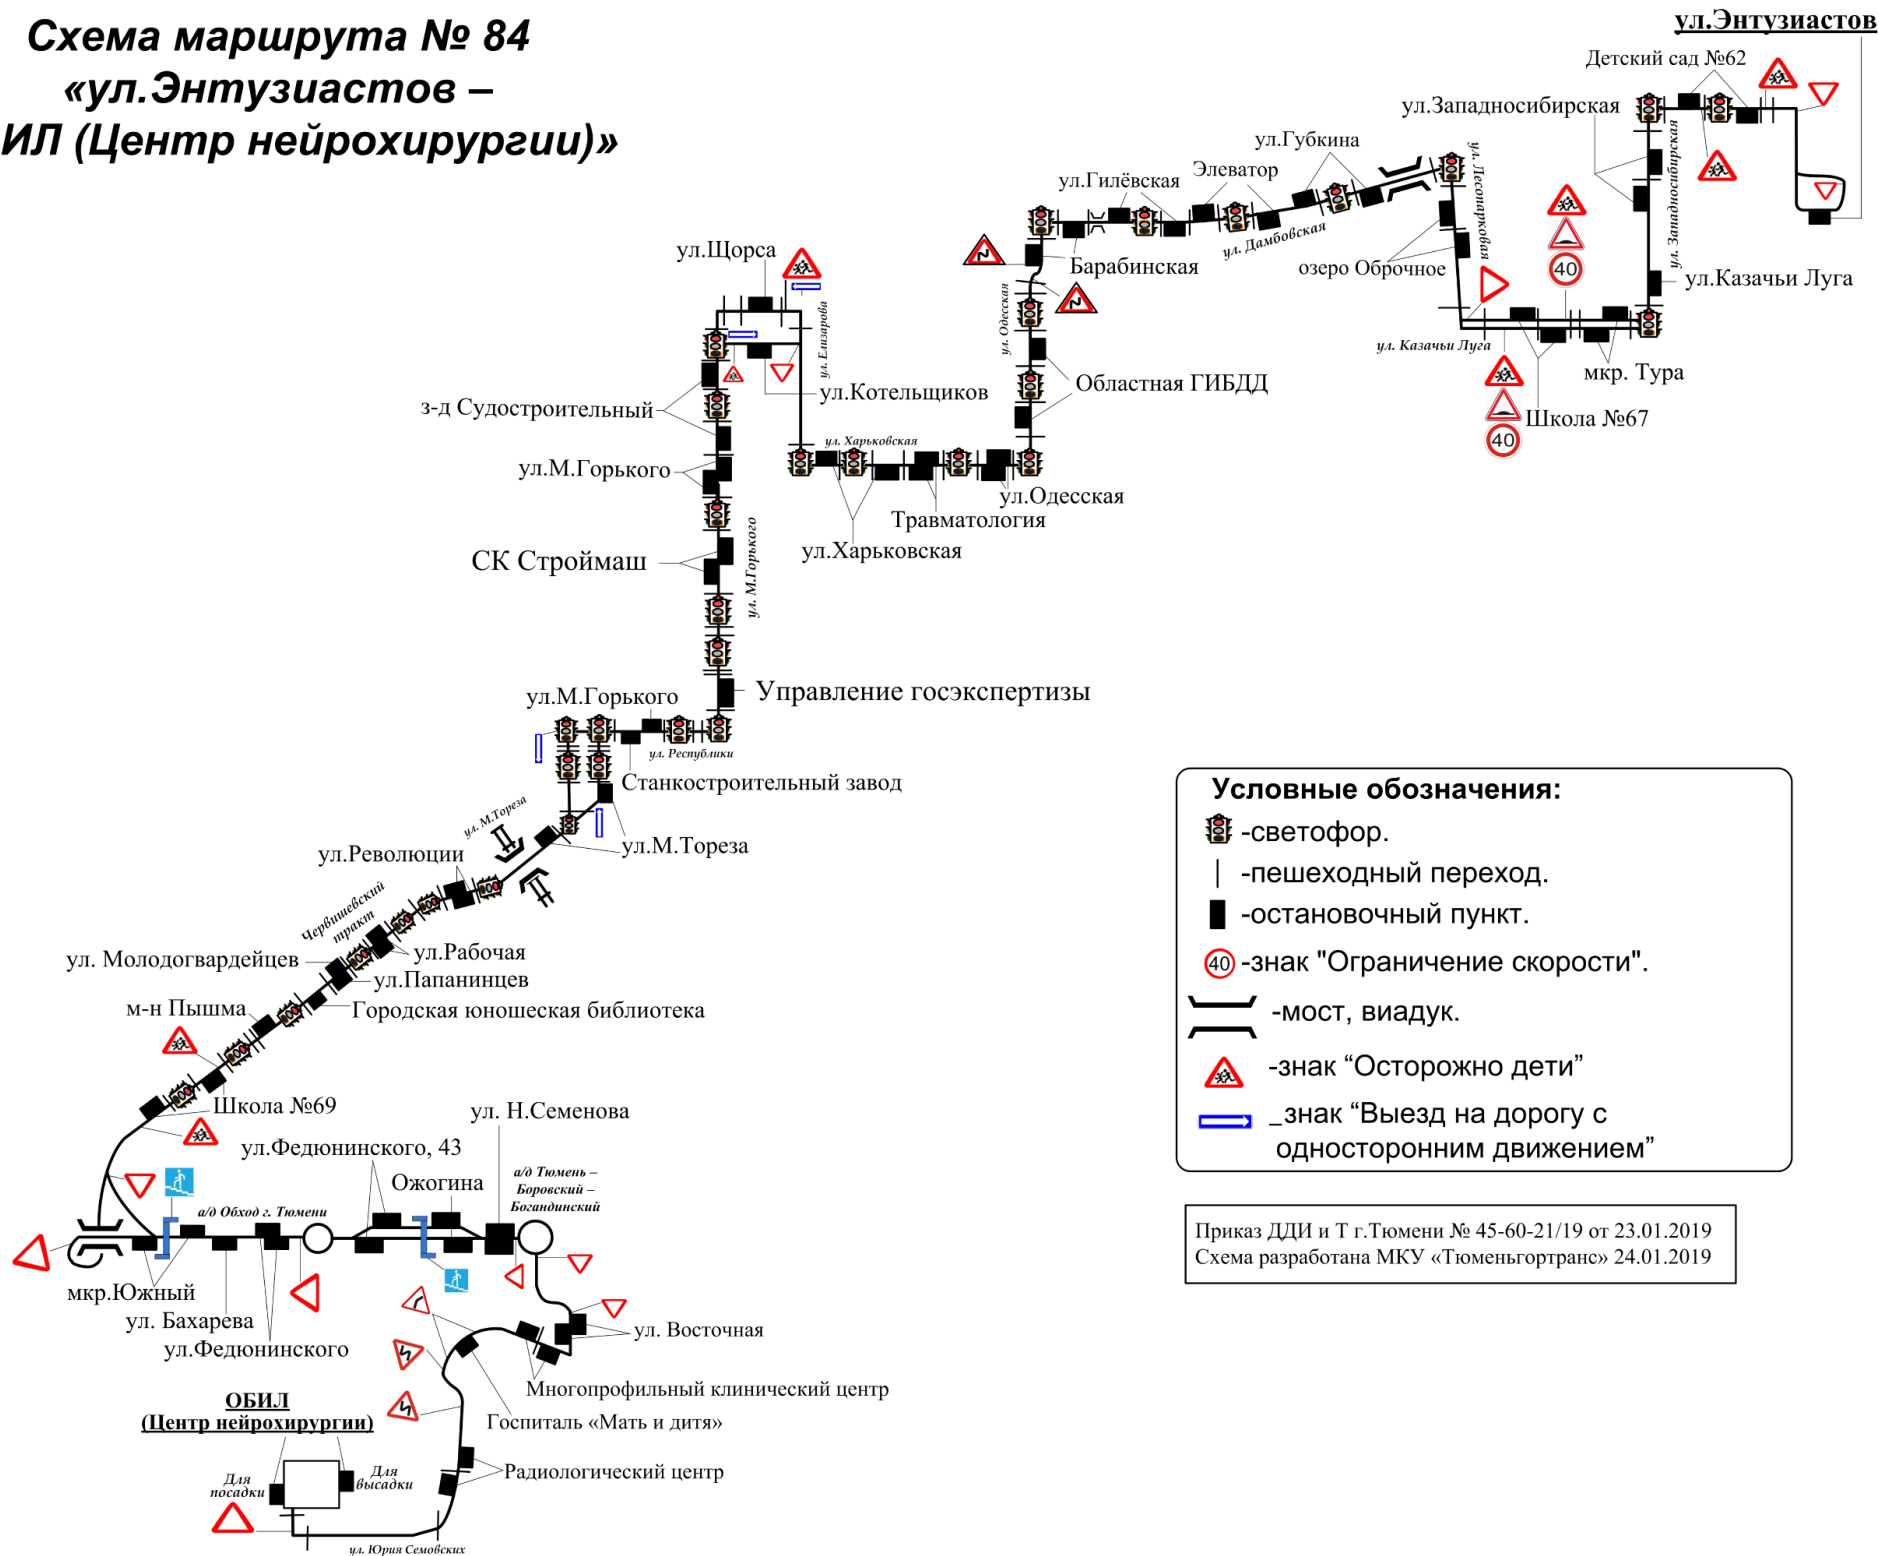 Схема маршрута № 84
«ул.Энтузиастов –
ИЛ (Центр нейрохирургии)»
ул.Энтузиастов
Детский сад №62
ул.Западносибирская
ул. Западносибирская
ул.Казачьи Луга
ул.Губкина
Элеватор
ул.Гилёвская
ул. Дамбовская
ул. Лесопарковая
озеро Оброчное
40
ул. Казачьи Луга
мкр. Тура
Школа №67
40
Барабинская
ул. Одесская
Областная ГИБДД
ул.Щорса
ул. Елизарова
ул.Котельщиков
з-д Судостроительный
ул. Харьковская
ул.М.Горького
ул.Одесская
Травматология
ул.Харьковская
СК Строймаш
ул. М.Горького
Управление госэкспертизы
ул.М.Горького
ул. Республики
Станкостроительный завод
ул. М.Тореза
ул.М.Тореза
ул.Революции
Червишевский
тракт
ул.Рабочая
ул. Молодогвардейцев
ул.Папанинцев
м-н Пышма
Городская юношеская библиотека
Школа №69
ул. Н.Семенова
ул.Федюнинского, 43
Ожогина
а/д Тюмень –
Боровский –
Богандинский
а/д Обход г. Тюмени
мкр.Южный
ул. Бахарева
ул.Федюнинского
ул. Восточная
Многопрофильный клинический центр
ОБИЛ
(Центр нейрохирургии)
Госпиталь «Мать и дитя»
Радиологический центр
Для
посадки
Для
высадки
ул. Юрия Семовских
Условные обозначения:
-светофор.
-пешеходный переход.
-остановочный пункт.
40 -знак "Ограничение скорости".
-мост, виадук.
-знак “Осторожно дети”
_знак “Выезд на дорогу с
односторонним движением”
Приказ ДДИ и Т г.Тюмени № 45-60-21/19 от 23.01.2019
Схема разработана МКУ «Тюменьгортранс» 24.01.2019